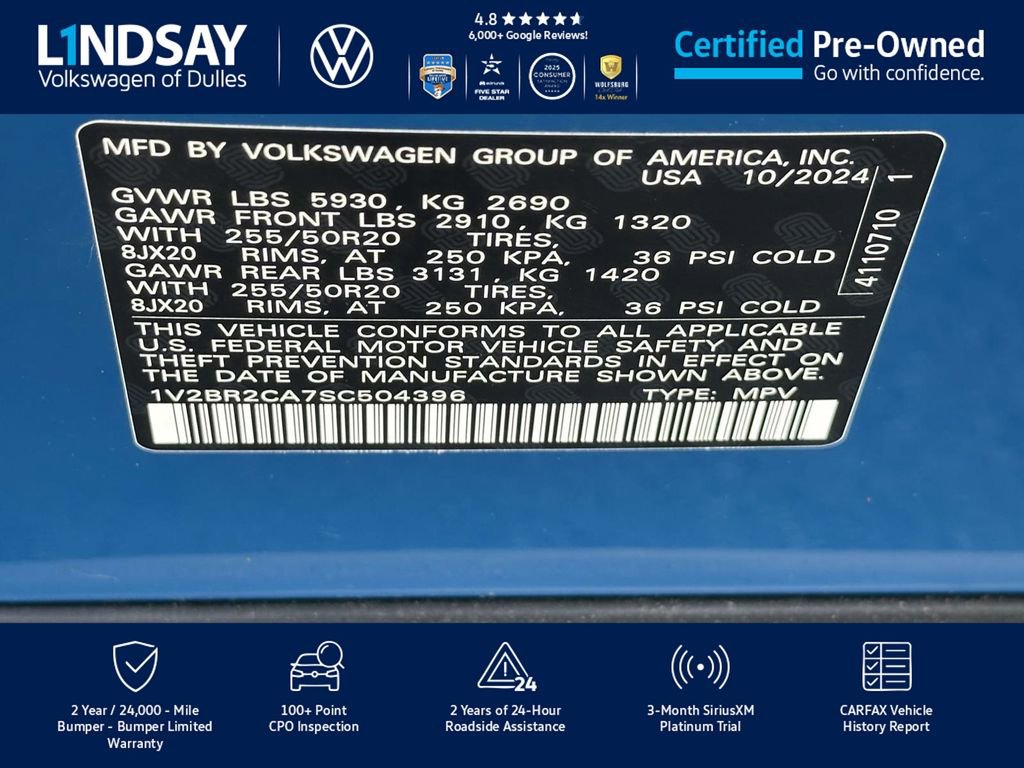 L1NDSAY
Volkswagen of Dulles
4.8
6,000+ Google Reviews!
FIVE STAR
DEALER
2025
CONSUMER
WOLFSBURG
14x Winner
Certified Pre-Owned
Go with confidence.
MFD BY VOLKSWAGEN GROUP OF AMERICA, INC.
USA 10/2024
GVWR LBS 5930, KG 2690
GAWR FRONT LBS 2910, KG 1320
WITH 255/50R20 TIRES,
8JX20 RIMS, AT 250 KPA, 36 PSI COLD
GAWR REAR LBS 3131, KG 1420
WITH 255/50R20 TIRES,
8JX20 RIMS, AT 250 KPA, 36 PSI COLD
4110710 1
THIS VEHICLE CONFORMS TO ALL APPLICABLE
U.S. FEDERAL MOTOR VEHICLE SAFETY AND
THEFT PREVENTION STANDARDS IN EFFECT ON
THE DATE OF MANUFACTURE SHOWN ABOVE.
1V2BR2CA7SC504396 TYPE: MPV
2 Year / 24,000 - Mile
Bumper - Bumper Limited
Warranty
100+ Point
CPO Inspection
24
2 Years of 24-Hour
Roadside Assistance
3-Month SiriusXM
Platinum Trial
CARFAX Vehicle
History Report